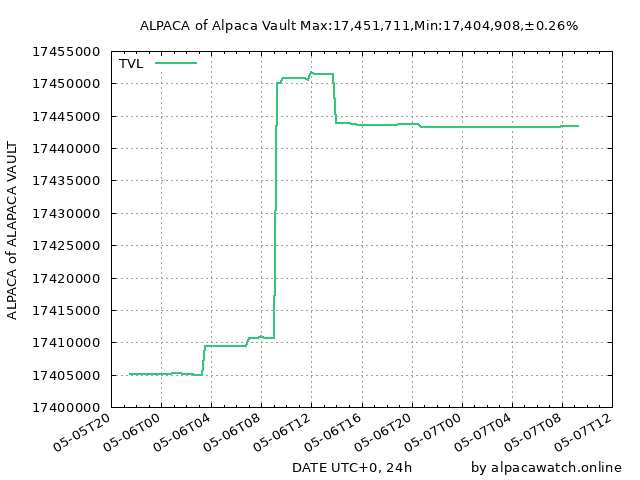 ALPACA of Alpaca Vault Max:17,451,711,Min:17,404,908,±0.26%
TVL
17455000
17450000
17445000
17440000
17435000
17430000
17425000
17420000
17415000
17410000
17405000
17400000
ALPACA of ALAPACA VAULT
05-05T20
05-06T00
05-06T04
05-06T08
05-06T12
05-06T16
05-06T20
05-07T00
05-07T04
05-07T08
05-07T12
DATE UTC+0, 24h
by alpacawatch.online